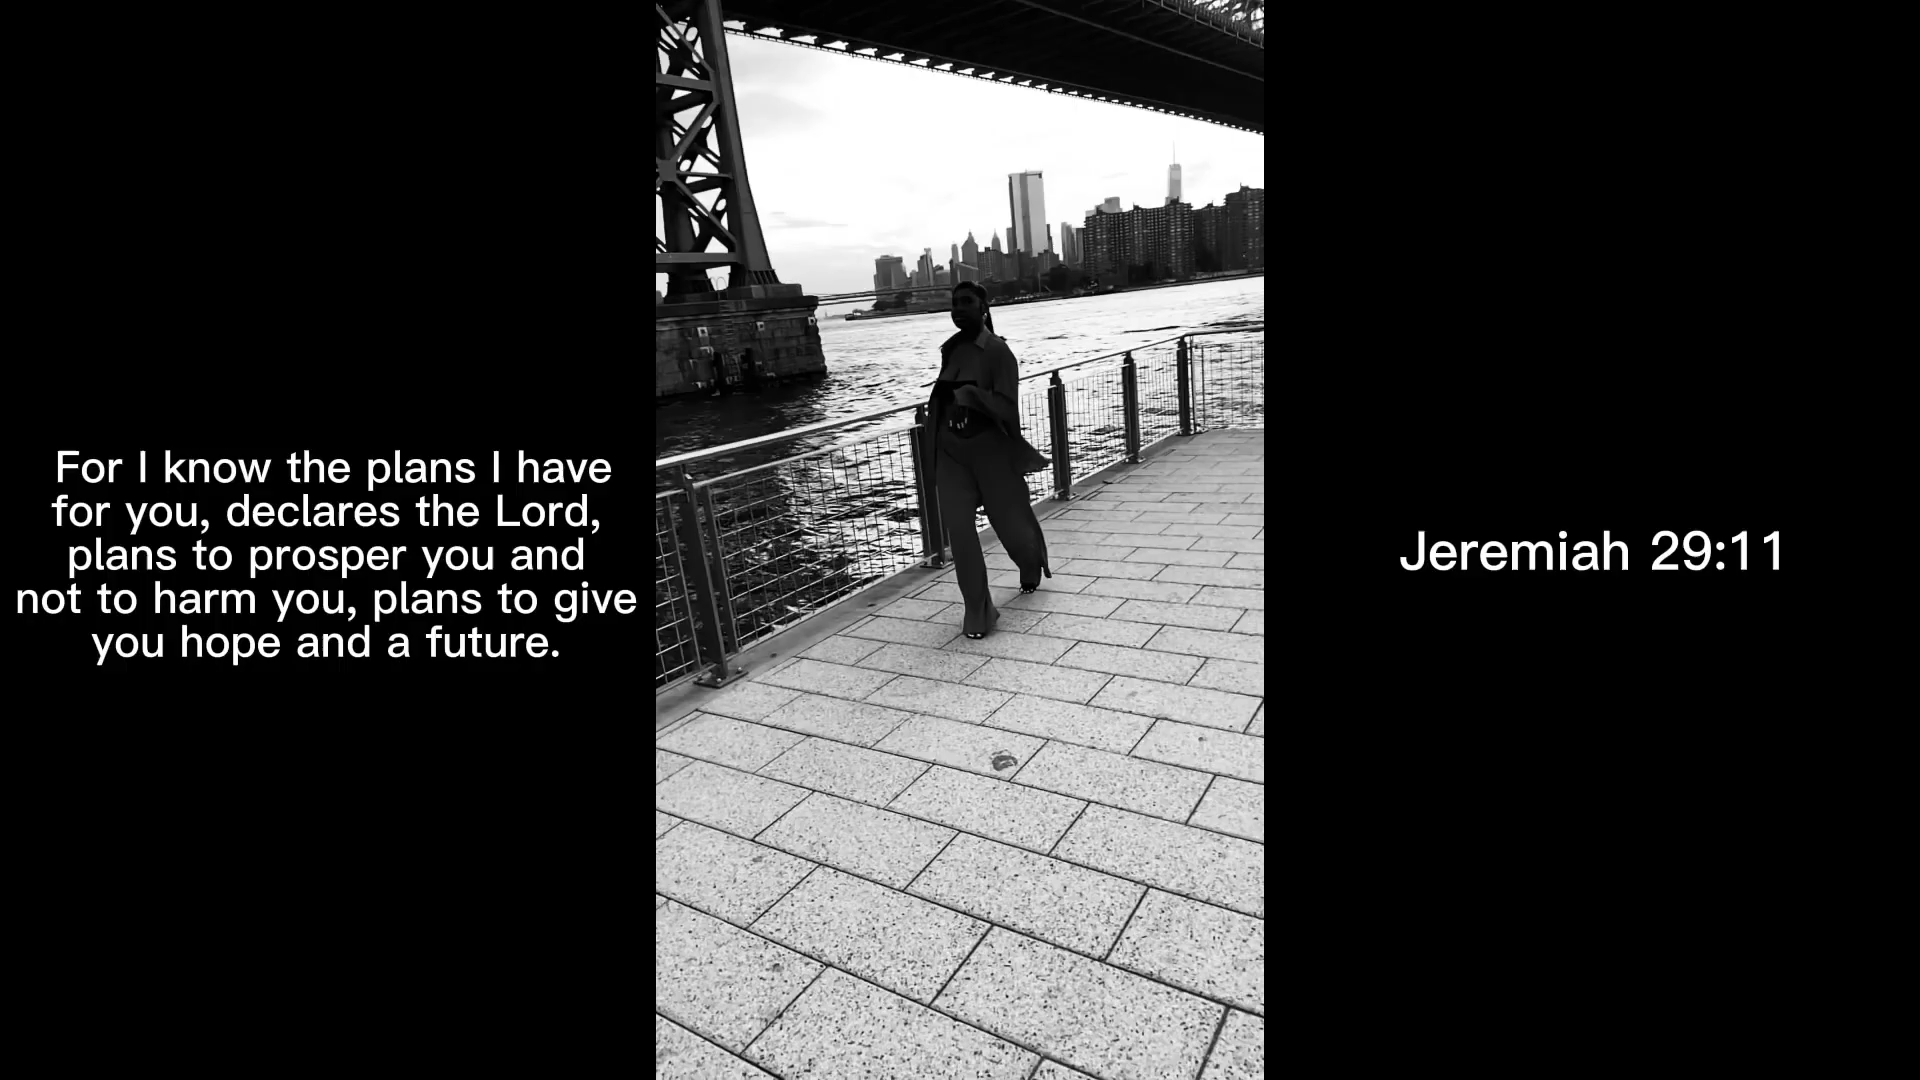 For I know the plans I have
for you, declares the Lord,
plans to prosper you and
not to harm you, plans to give
you hope and a future.
Jeremiah 29:11